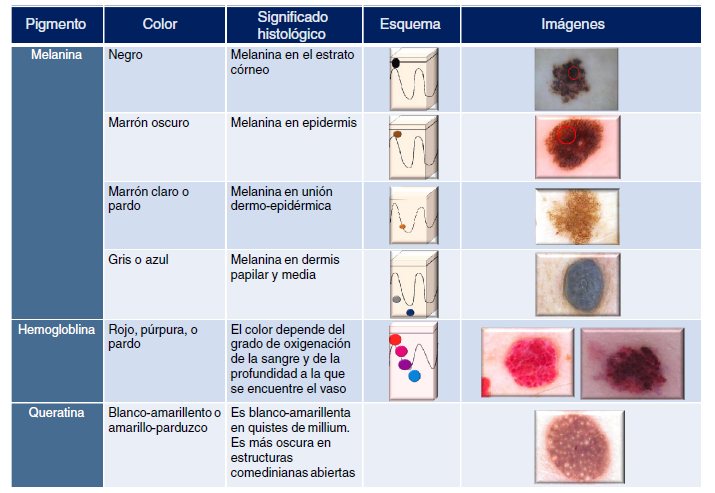 Pigmento
Color
Significado
histológico
Esquema
Imágenes
Melanina
Negro
Melanina en el estrato
córneo
Marrón oscuro
Melanina en epidermis
Marrón claro o
pardo
Melanina en unión
dermo-epidérmica
Gris o azul
Melanina en dermis
papilar y media
Hemogloblina
Rojo, púrpura, o
pardo
El color depende del
grado de oxigenación
de la sangre y de la
profundidad a la que
se encuentre el vaso
Queratina
Blanco-amarillento o
amarillo-parduzco
Es blanco-amarillenta
en quistes de millium.
Es más oscura en
estructuras
comedinianas abiertas